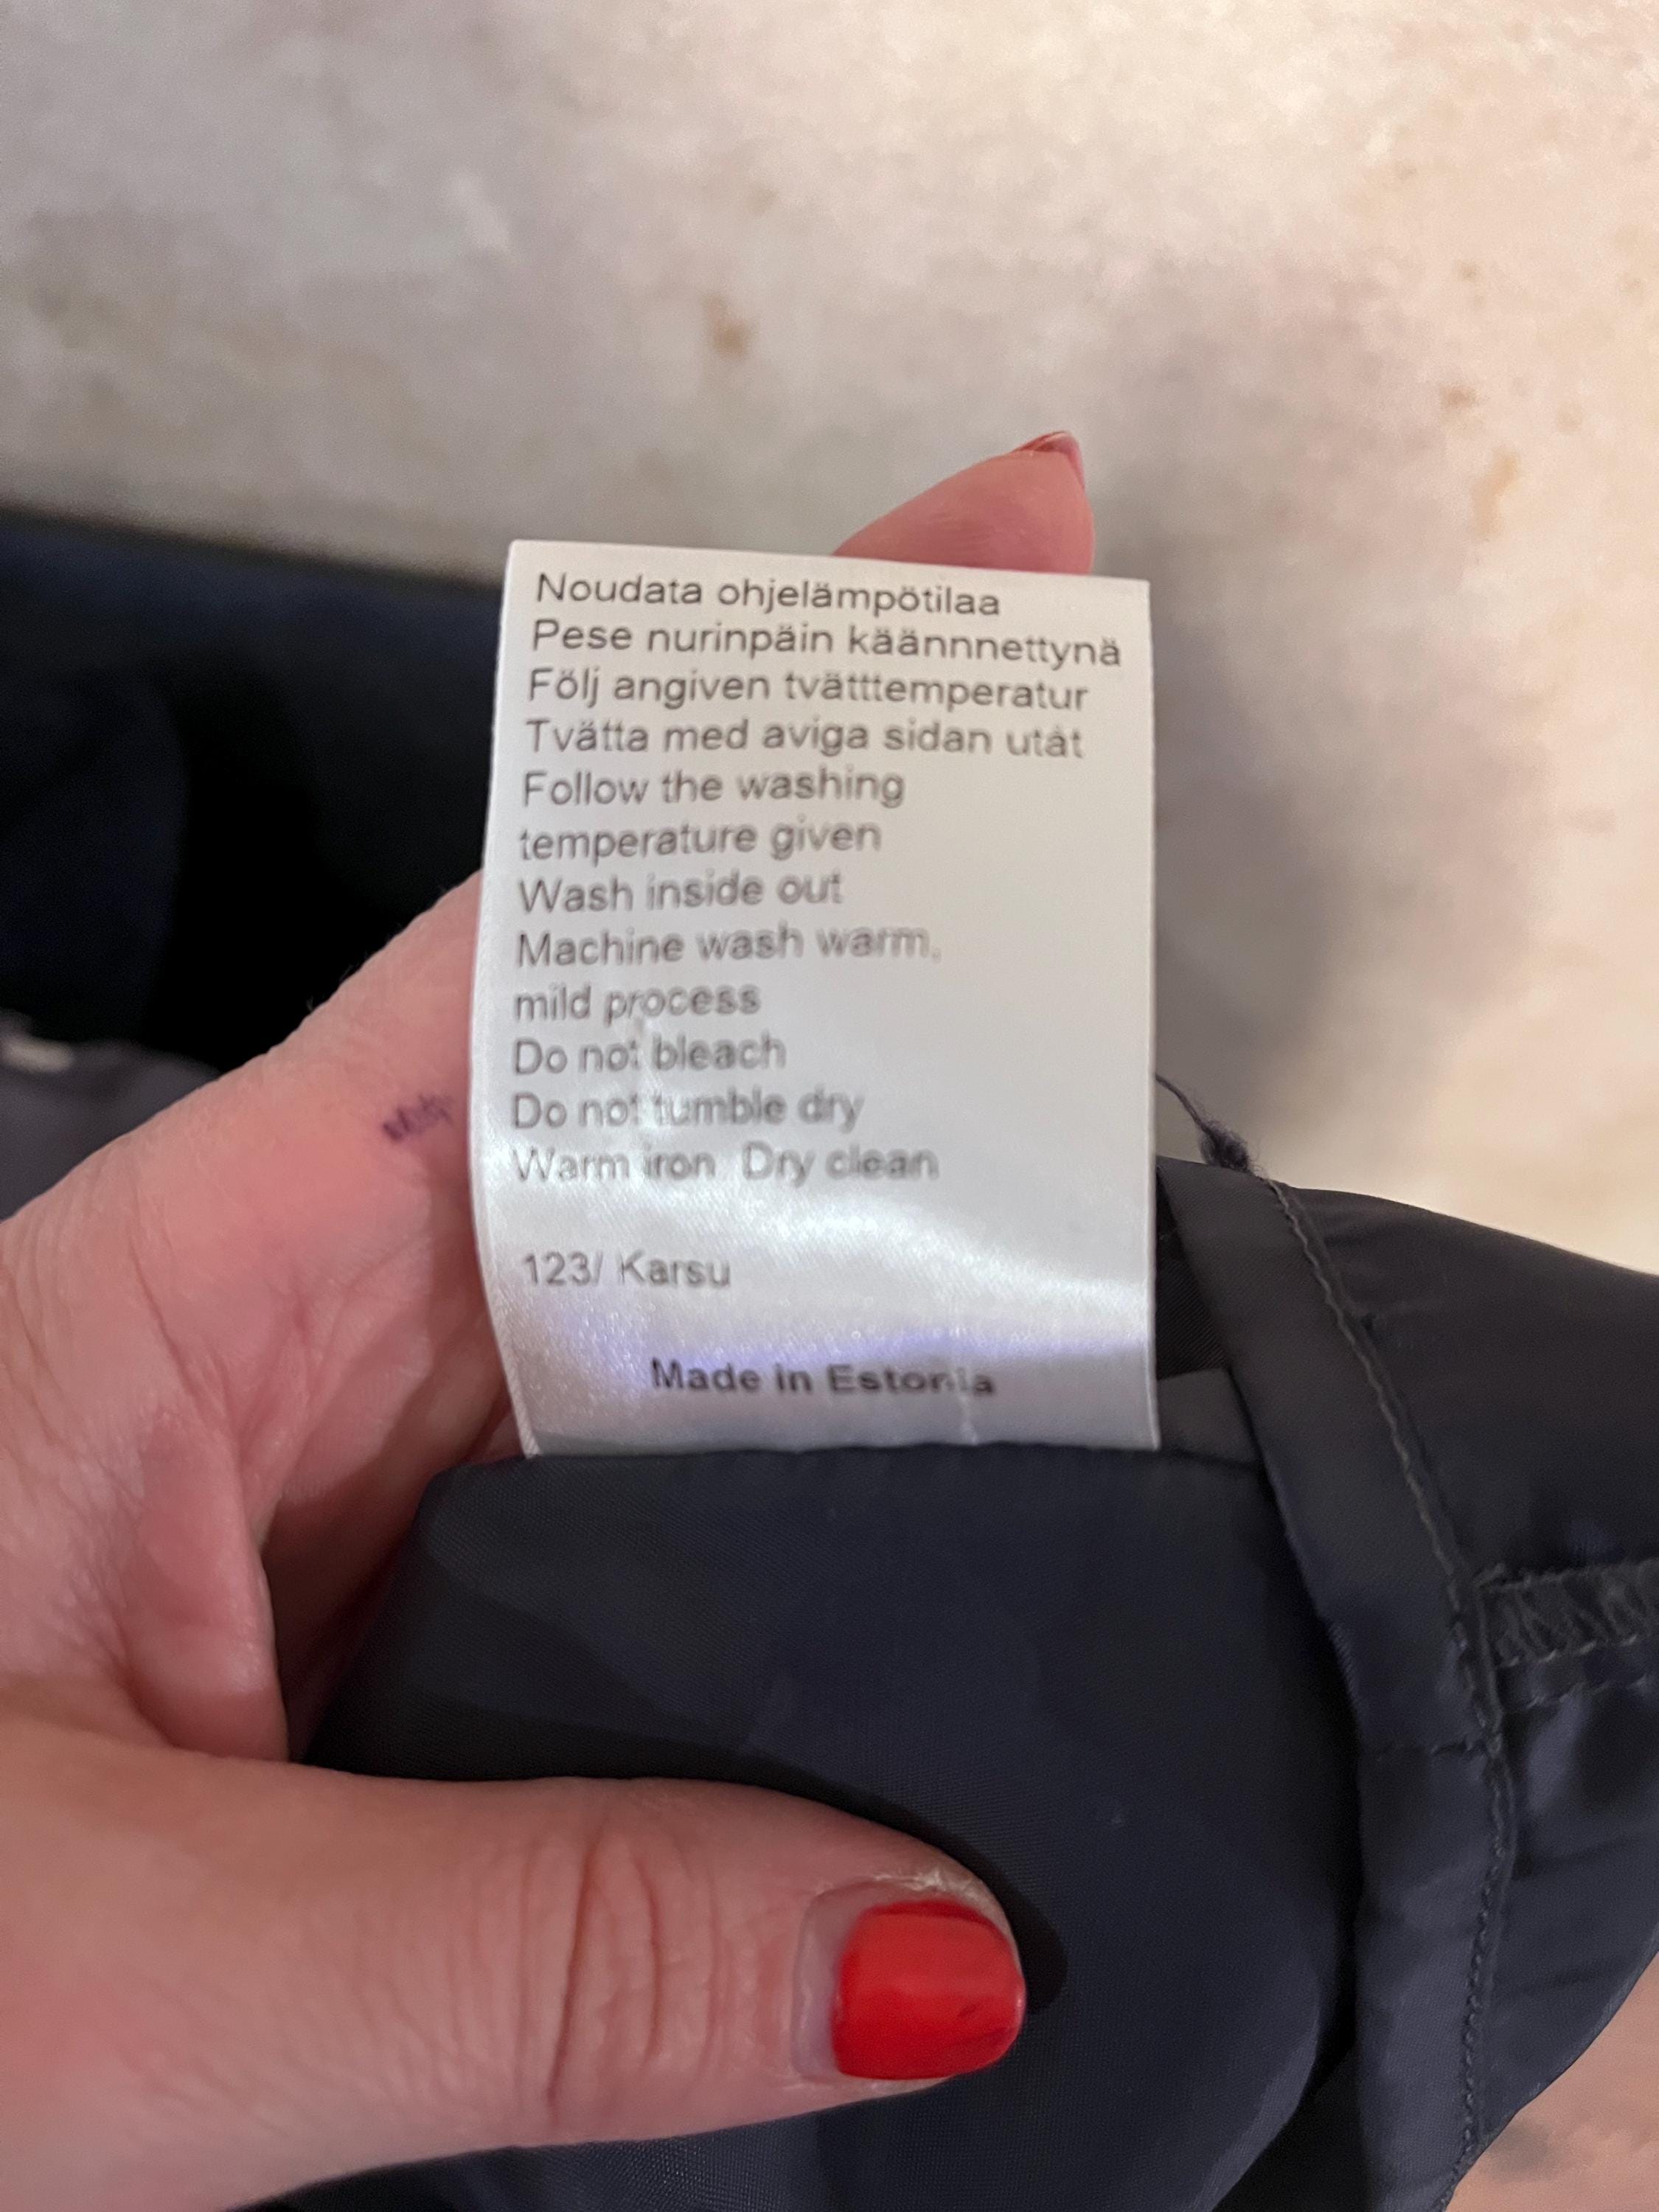 Noudata ohjelämpötilaa
Pese nurinpäin käännnettynä
Följ angiven tvätttemperatur
Tvätta med aviga sidan utåt
Follow the washing
temperature given
Wash inside out
Machine wash warm,
mild process
Do not bleach
Do not tumble dry
Warm iron Dry clean
123/ Karsu
Made in Estonia